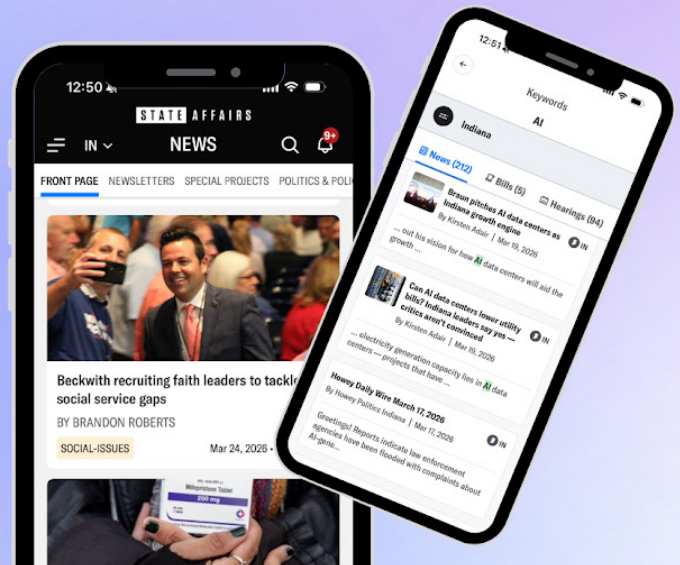 12:50
STATE AFFAIRS
IN
NEWS
9+
FRONT PAGE
NEWSLETTERS
SPECIAL PROJECTS
POLITICS & POLI
Beckwith recruiting faith leaders to tackle
social service gaps
BY BRANDON ROBERTS
SOCIAL-ISSUES
Mar 24, 2026 •
Mifepristone Tablet
200 mg
12:51
Keywords
AI
Indiana
News (212)
Bills (5)
Hearings (94)
Braun pitches AI data centers as
Indiana growth engine
IN
By Kirsten Adair | Mar 19, 2026
... out his vision for how AI data centers will aid the
growth ...
Can AI data centers lower utility
bills? Indiana leaders say yes —
critics aren't convinced
IN
By Kirsten Adair | Mar 19, 2026
... electricity generation capacity lies in AI data
centers — projects that have ...
Howey Daily Wire March 17, 2026
IN
By Howey Politics Indiana | Mar 17, 2026
Greetings! Reports indicate law enforcement
agencies have been flooded with complaints about
AI-gene...